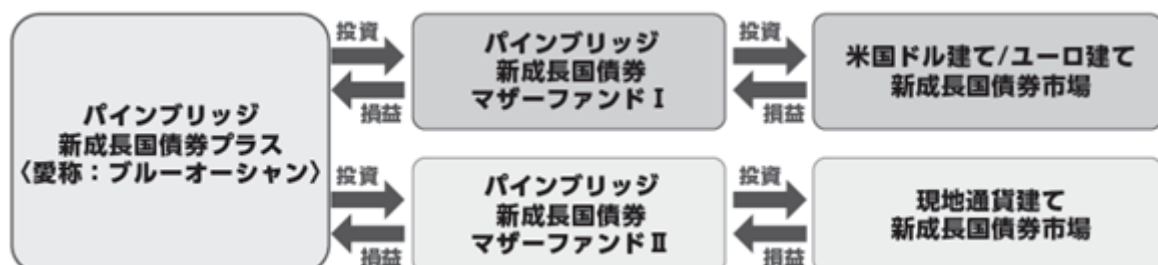 パインブリッジ
新成長国債券プラス
〈愛称：ブルーオーシャン〉
投資
損益
パインブリッジ
新成長国債券
マザーファンドⅠ
投資
損益
米国ドル建て/ユーロ建て
新成長国債券市場
投資
損益
パインブリッジ
新成長国債券
マザーファンドⅡ
投資
損益
現地通貨建て
新成長国債券市場